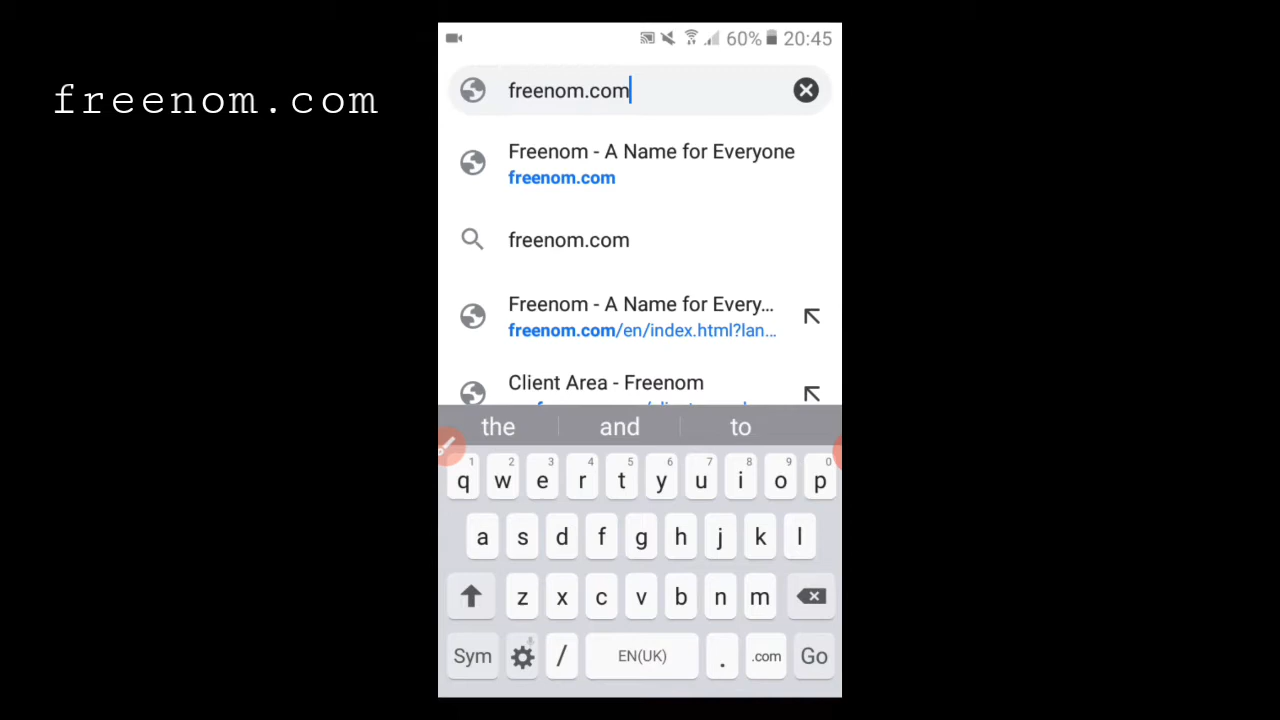 freenom.com
60% 20:45
freenom.com
Freenom - A Name for Everyone
freenom.com
freenom.com
Freenom - A Name for Every...
freenom.com/en/index.html?lan...
Client Area - Freenom
the and to
1 2 3 4 5 6 7 8 9 0
q w e r t y u i o p
a s d f g h j k l
z x c v b n m
Sym / EN(UK) . .com Go